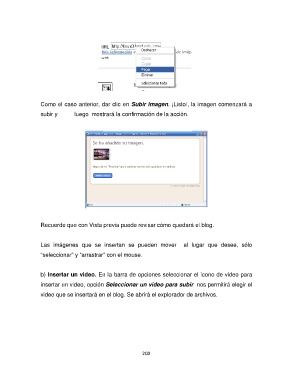 URL
Deshacer
Pegar
Eliminar
Seleccionar todo
Como el caso anterior, dar clic en Subir imagen. ¡Listo!, la imagen comenzará a
subir y luego mostrará la confirmación de la acción.
Se ha añadido su imagen.
Recuerde que con Vista previa puede revisar cómo quedará el blog.
Las imágenes que se insertan se pueden mover al lugar que desee, sólo
"seleccionar" y "arrastrar" con el mouse.
b) Insertar un video. En la barra de opciones seleccionar el ícono de video para
insertar un video, opción Seleccionar un video para subir nos permitirá elegir el
video que se insertará en el blog. Se abrirá el explorador de archivos.